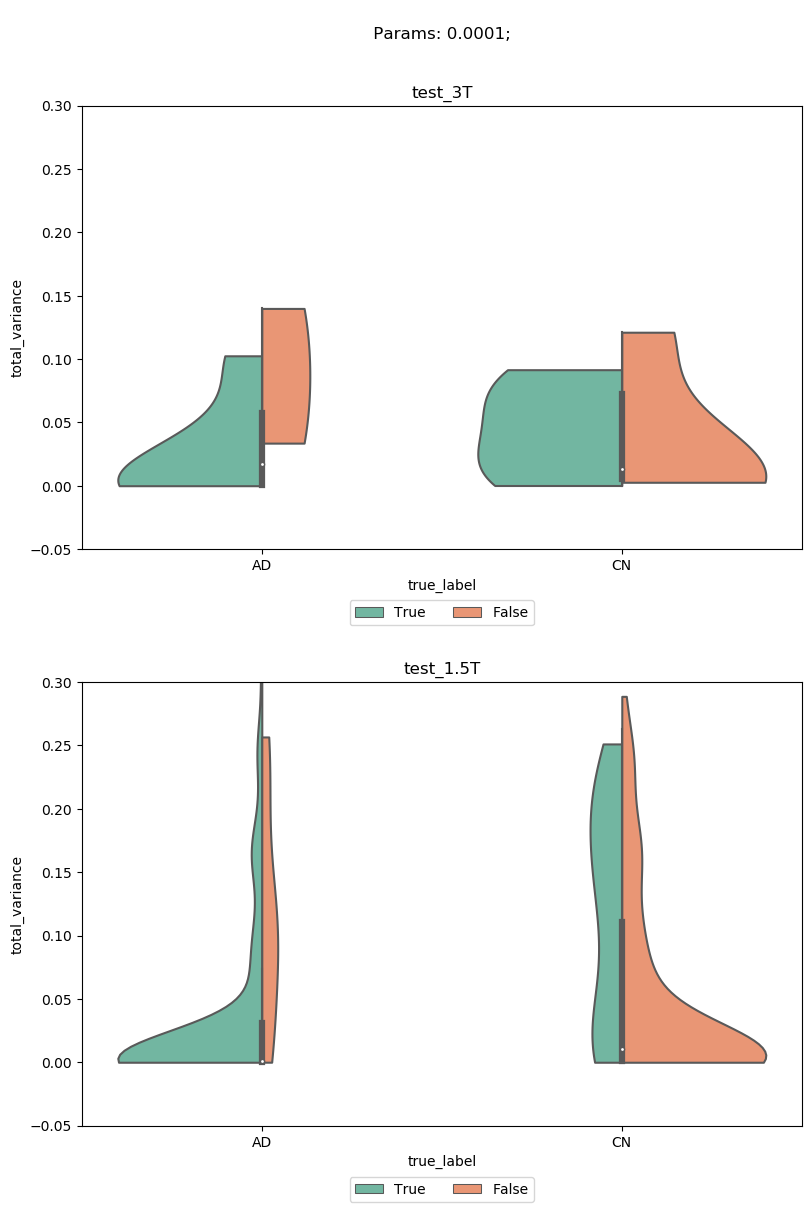 Params: 0.0001;
test_3T
0.30
0.25
0.20
0.15
0.10
0.05
0.00
−0.05
total_variance
AD CN
true_label
True False
test_1.5T
0.30
0.25
0.20
0.15
0.10
0.05
0.00
−0.05
total_variance
AD CN
true_label
True False